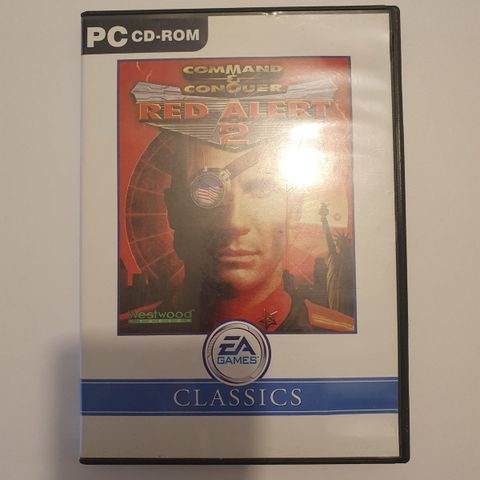 PC CD-ROM
COMMAND
&
CONQUER
RED ALERT
2
Westwood
EA
GAMES
CLASSICS